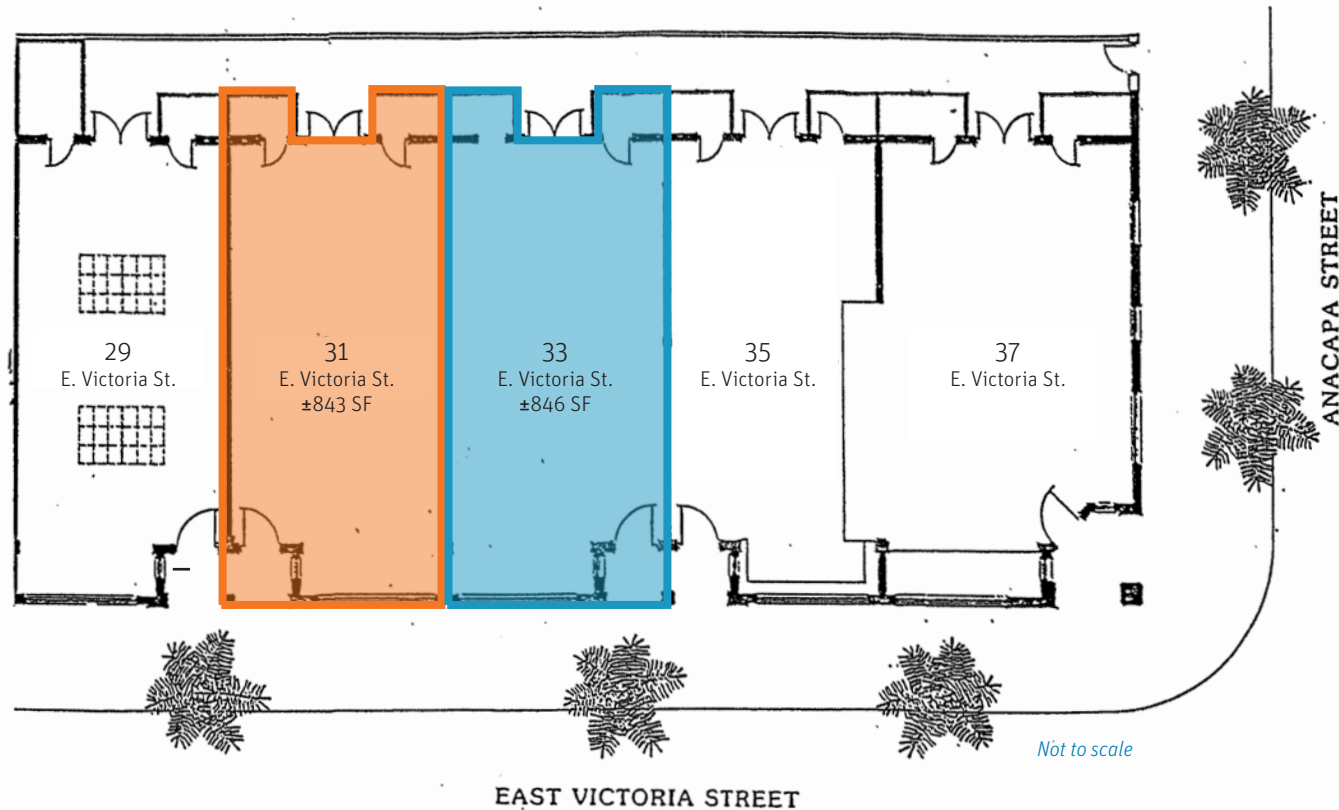 29
E. Victoria St.
31
E. Victoria St.
±843 SF
33
E. Victoria St.
±846 SF
35
E. Victoria St.
37
E. Victoria St.
ANACAPA STREET
Not to scale
EAST VICTORIA STREET